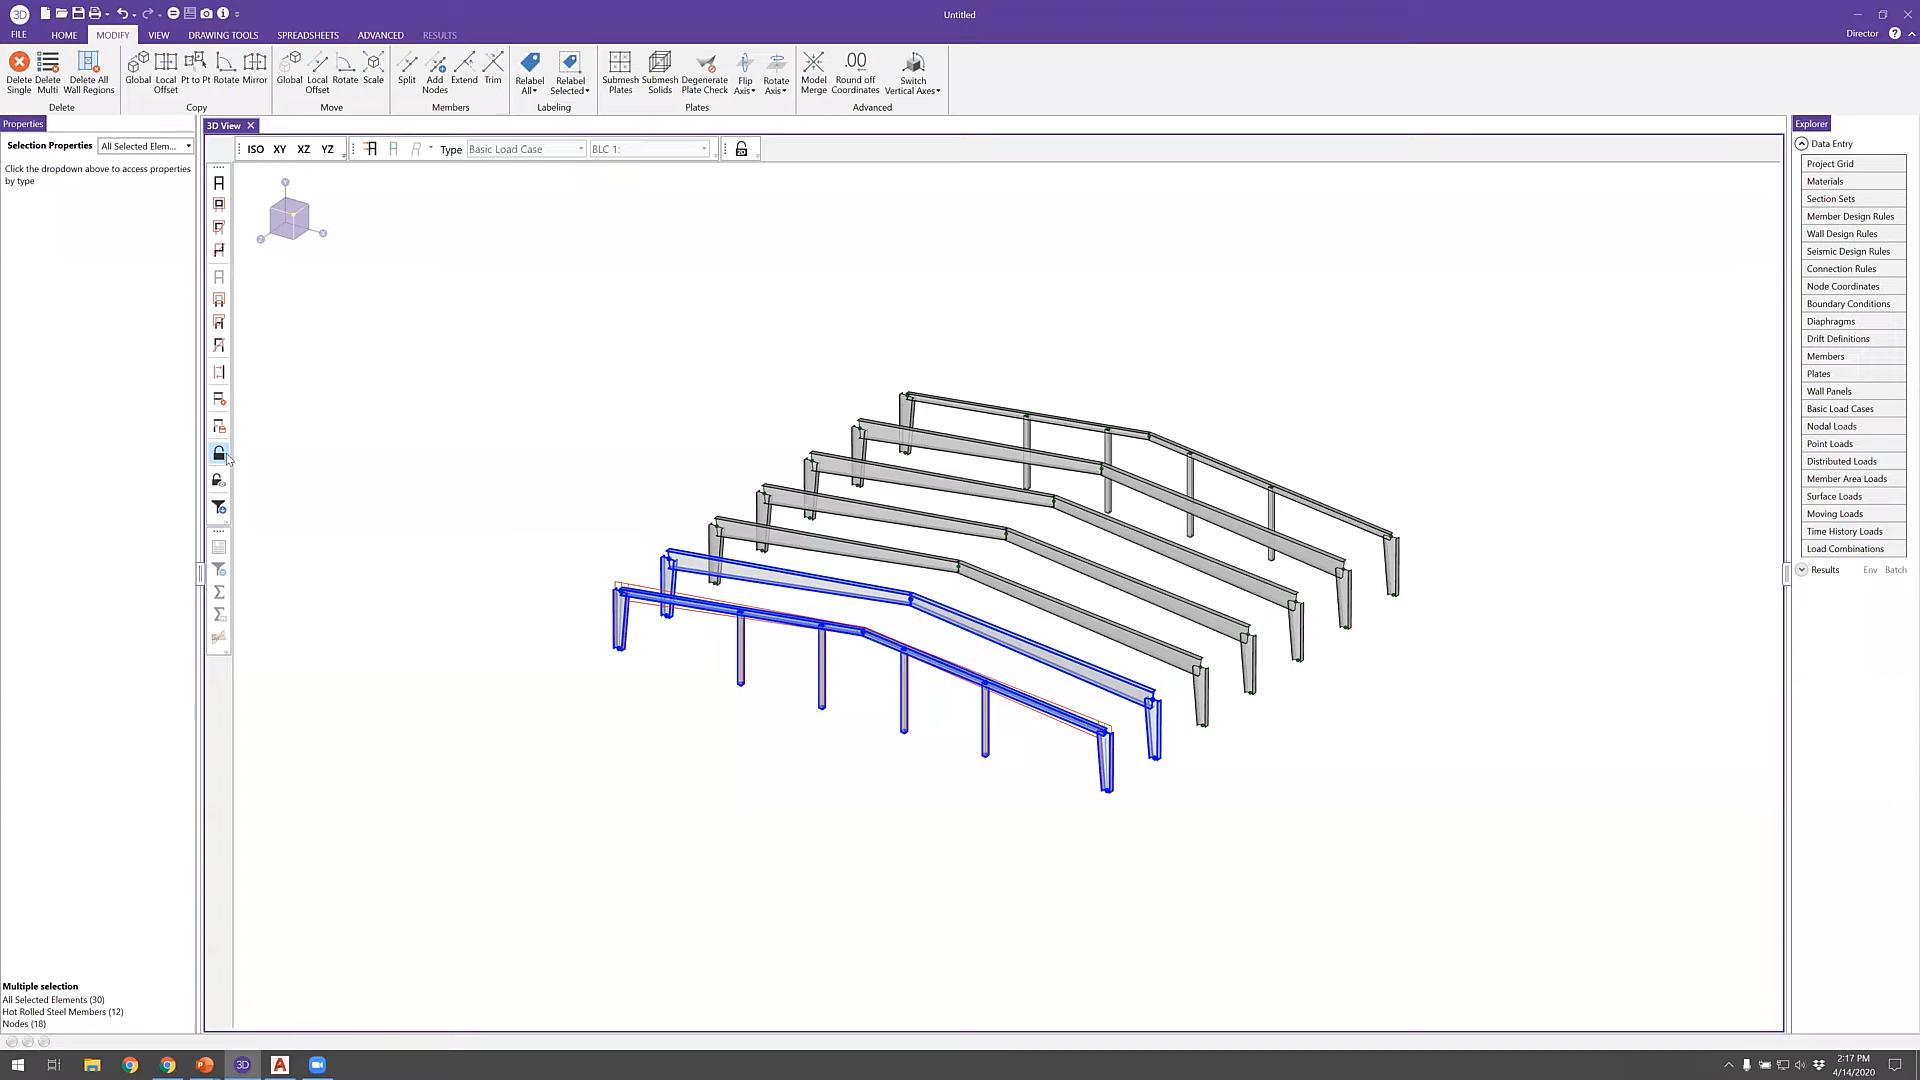 3D
Untitled
FILE HOME MODIFY VIEW DRAWING TOOLS SPREADSHEETS ADVANCED RESULTS
Director
Delete Single
Delete Multi
Delete All Wall Regions
Delete
Global
Local Offset
Pt to Pt
Rotate
Mirror
Copy
Global
Local Offset
Rotate
Scale
Move
Split
Add Nodes
Extend
Trim
Members
Relabel All
Relabel Selected
Labeling
Submesh Plates
Submesh Solids
Degenerate Plate Check
Flip Axis
Rotate Axis
Plates
Model Merge
.00
Round off Coordinates
Switch Vertical Axes
Advanced
Properties
Selection Properties All Selected Elem...
Click the dropdown above to access properties
by type
3D View
ISO XY XZ YZ Type Basic Load Case BLC 1:
Y
X
Z
Multiple selection
All Selected Elements (30)
Hot Rolled Steel Members (12)
Nodes (18)
Explorer
Data Entry
Project Grid
Materials
Section Sets
Member Design Rules
Wall Design Rules
Seismic Design Rules
Connection Rules
Node Coordinates
Boundary Conditions
Diaphragms
Drift Definitions
Members
Plates
Wall Panels
Basic Load Cases
Nodal Loads
Point Loads
Distributed Loads
Member Area Loads
Surface Loads
Moving Loads
Time History Loads
Load Combinations
Results Env Batch
3D
2:17 PM
4/14/2020